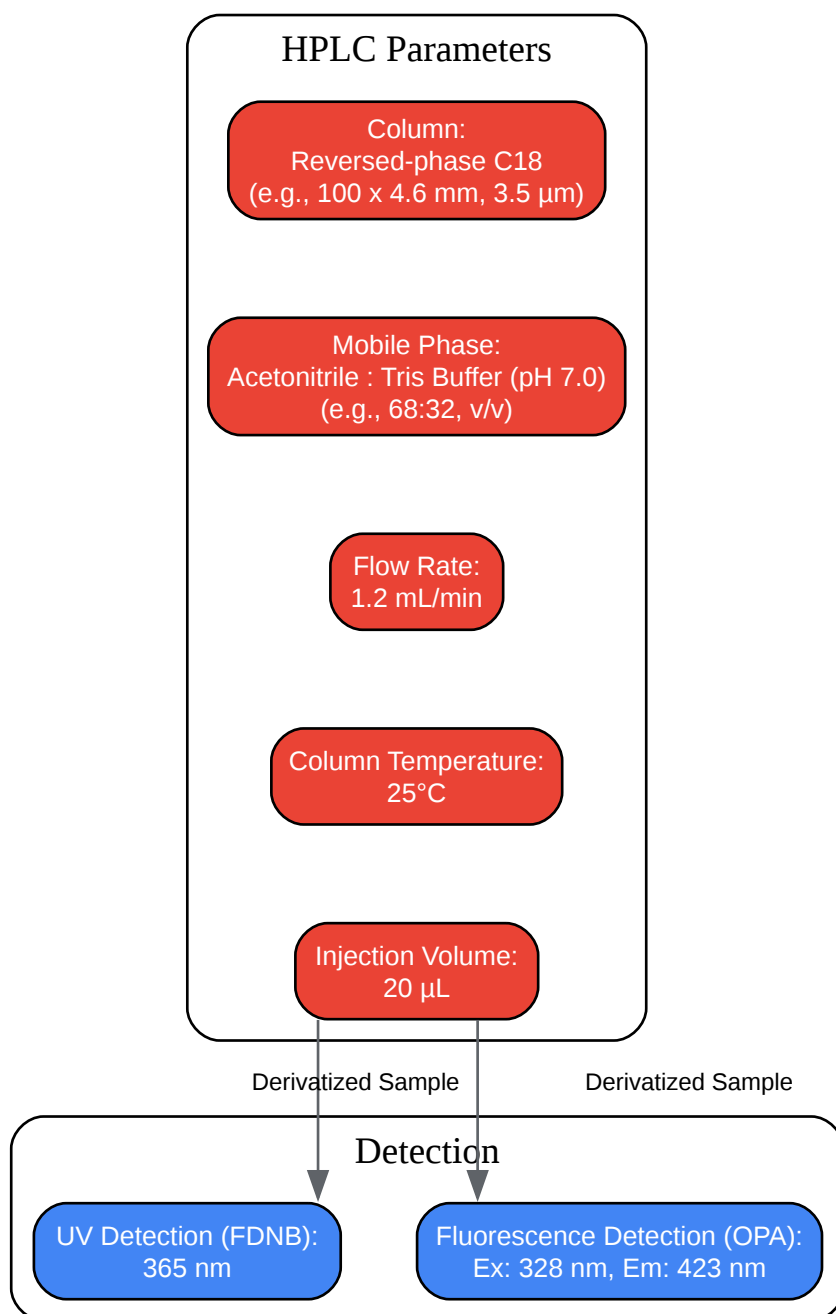 HPLC Parameters
Column:
Reversed-phase C18
(e.g., 100 x 4.6 mm, 3.5 µm)
Mobile Phase:
Acetonitrile : Tris Buffer (pH 7.0)
(e.g., 68:32, v/v)
Flow Rate:
1.2 mL/min
Column Temperature:
25°C
Injection Volume:
20 µL
Derivatized Sample
Derivatized Sample
Detection
UV Detection (FDNB):
365 nm
Fluorescence Detection (OPA):
Ex: 328 nm, Em: 423 nm